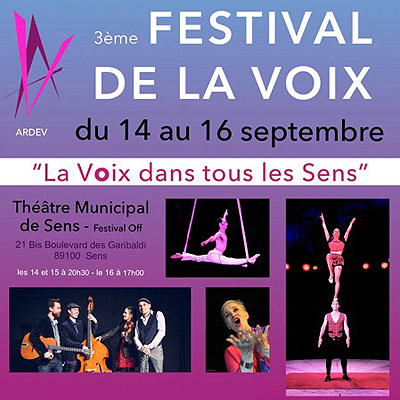 3ème FESTIVAL
DE LA VOIX
ARDEV
du 14 au 16 septembre
“La Voix dans tous les Sens”
Théâtre Municipal
de Sens - Festival Off
21 Bis Boulevard des Garibaldi
89100 Sens
les 14 et 15 à 20h30 - le 16 à 17h00